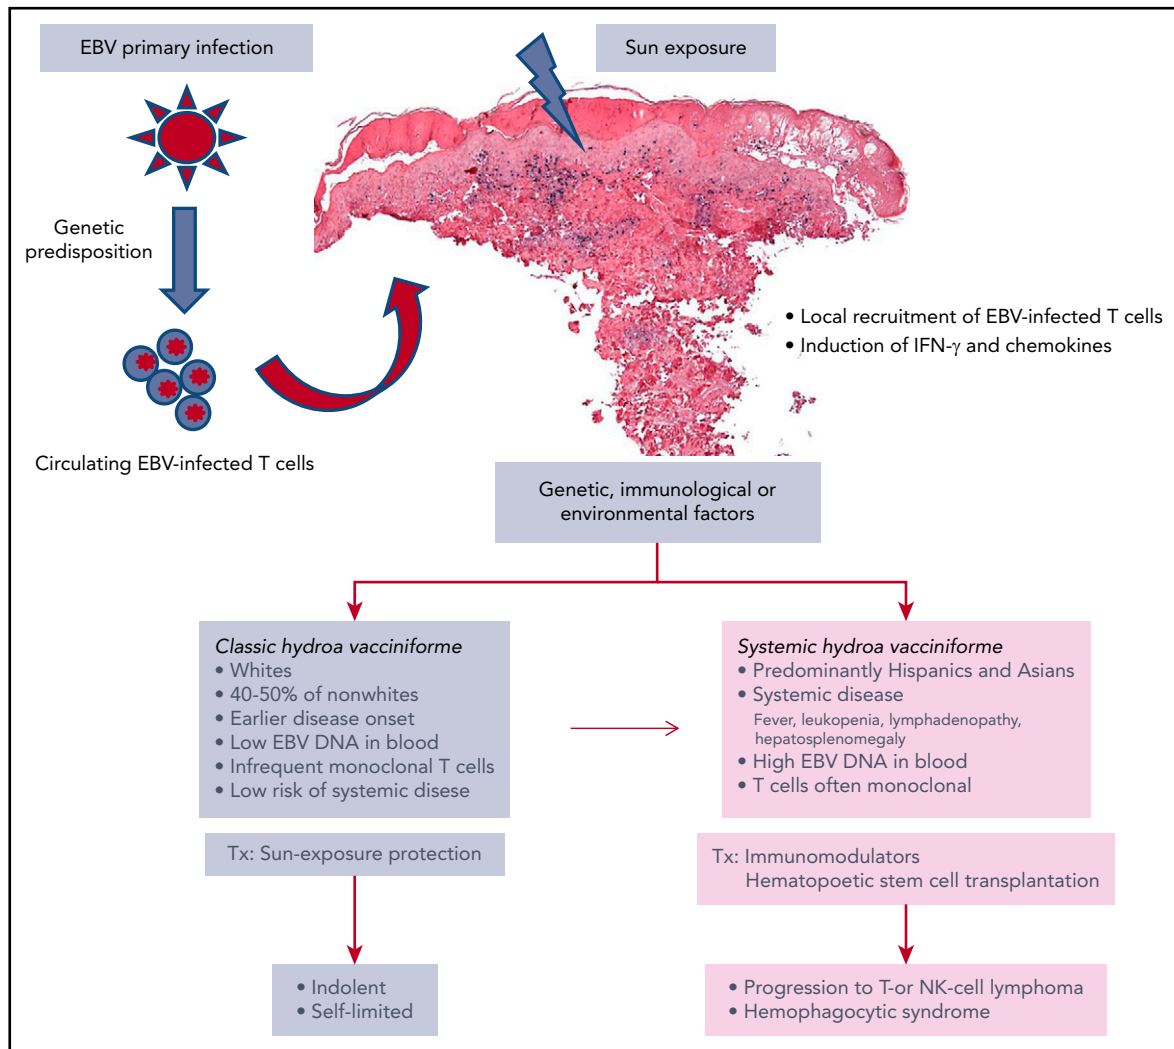 EBV primary infection
Sun exposure
Genetic
predisposition
Circulating EBV-infected T cells
• Local recruitment of EBV-infected T cells
• Induction of IFN-γ and chemokines
Genetic, immunological or
environmental factors
Classic hydroa vacciniforme
• Whites
• 40-50% of nonwhites
• Earlier disease onset
• Low EBV DNA in blood
• Infrequent monoclonal T cells
• Low risk of systemic disese
Tx: Sun-exposure protection
• Indolent
• Self-limited
Systemic hydroa vacciniforme
• Predominantly Hispanics and Asians
• Systemic disease
Fever, leukopenia, lymphadenopathy,
hepatosplenomegaly
• High EBV DNA in blood
• T cells often monoclonal
Tx: Immunomodulators
Hematopoetic stem cell transplantation
• Progression to T-or NK-cell lymphoma
• Hemophagocytic syndrome